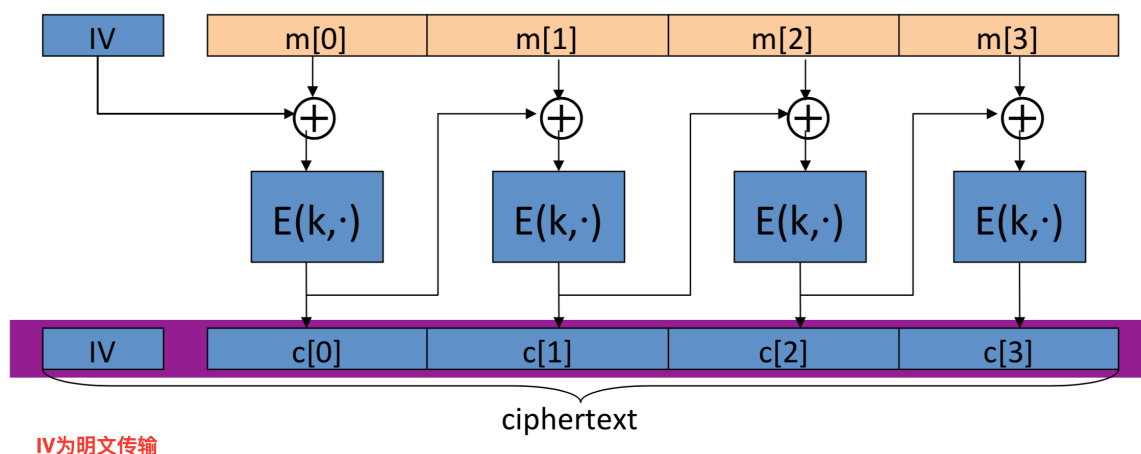 IV m[0] m[1] m[2] m[3]
E(k,·) E(k,·) E(k,·) E(k,·)
IV c[0] c[1] c[2] c[3]
ciphertext
IV为明文传输